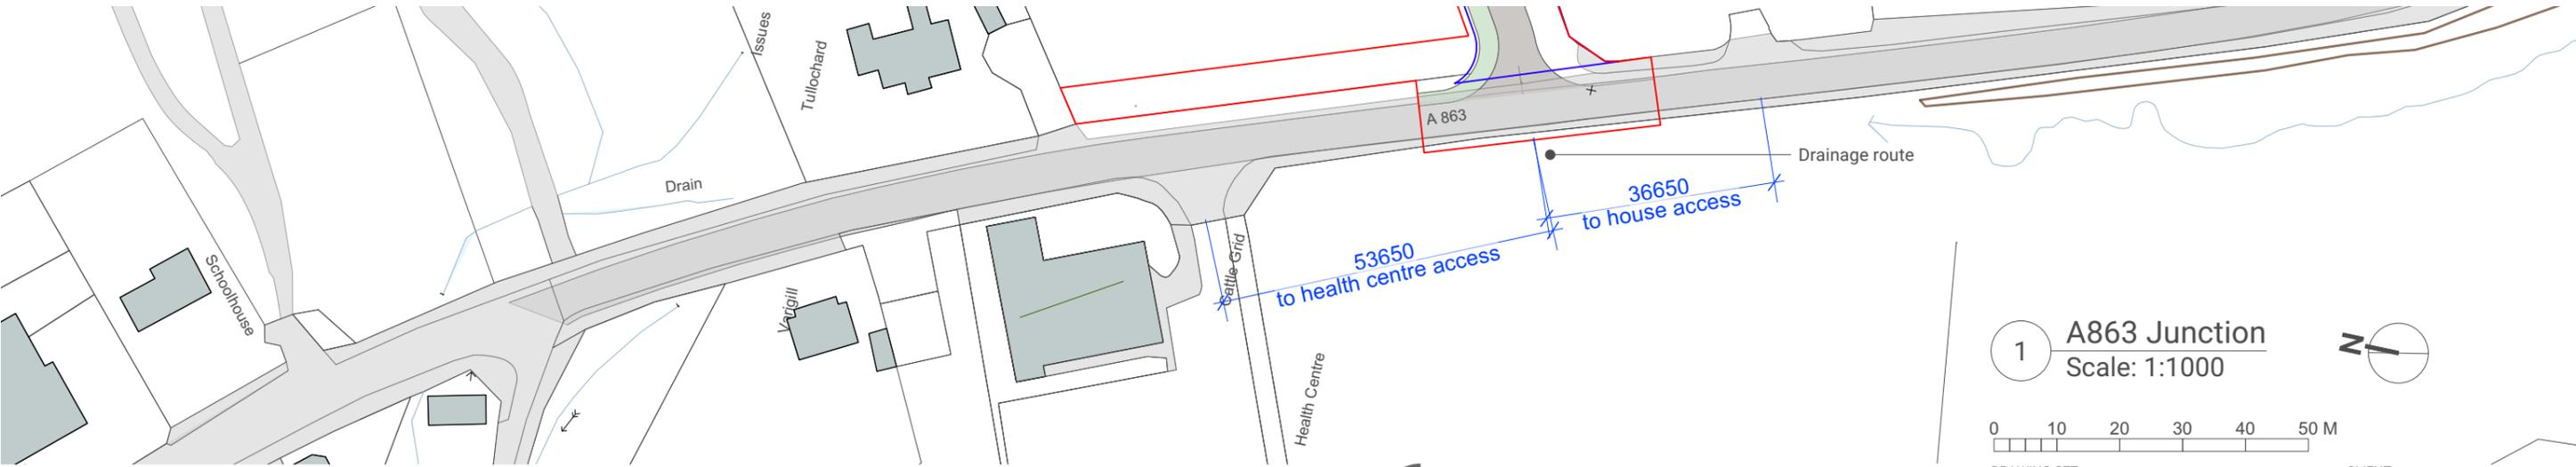 Issues
Tullochard
A 863
Drainage route
Drain
36650
to house access
53650
to health centre access
Schoolhouse
Cattle Grid
Varigill
Health Centre
1
A863 Junction
Scale: 1:1000
N
0 10 20 30 40 50 M